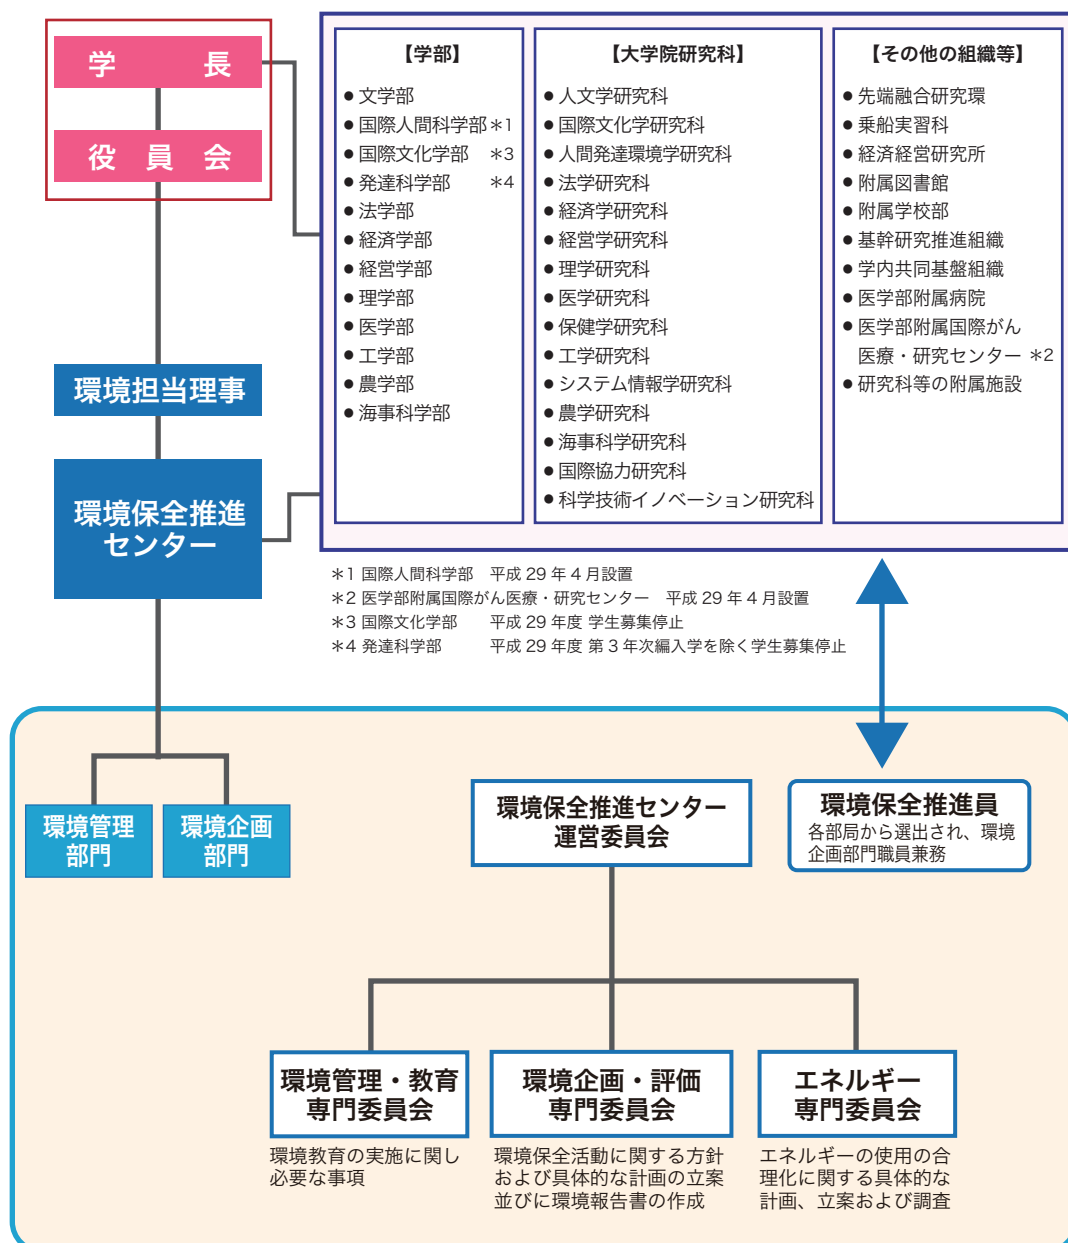 学　　長
役　員　会
環境担当理事
環境保全推進
センター
【学部】
● 文学部
● 国際人間科学部＊1
● 国際文化学部　＊3
● 発達科学部　　＊4
● 法学部
● 経済学部
● 経営学部
● 理学部
● 医学部
● 工学部
● 農学部
● 海事科学部
【大学院研究科】
● 人文学研究科
● 国際文化学研究科
● 人間発達環境学研究科
● 法学研究科
● 経済学研究科
● 経営学研究科
● 理学研究科
● 医学研究科
● 保健学研究科
● 工学研究科
● システム情報学研究科
● 農学研究科
● 海事科学研究科
● 国際協力研究科
● 科学技術イノベーション研究科
【その他の組織等】
● 先端融合研究環
● 乗船実習科
● 経済経営研究所
● 附属図書館
● 附属学校部
● 基幹研究推進組織
● 学内共同基盤組織
● 医学部附属病院
● 医学部附属国際がん
医療・研究センター ＊2
● 研究科等の附属施設
＊1 国際人間科学部　平成 29 年 4 月設置
＊2 医学部附属国際がん医療・研究センター　平成 29 年 4 月設置
＊3 国際文化学部　　平成 29 年度 学生募集停止
＊4 発達科学部　　　平成 29 年度 第 3 年次編入学を除く学生募集停止
環境管理
部門
環境企画
部門
環境保全推進センター
運営委員会
環境保全推進員
各部局から選出され、環境
企画部門職員兼務
環境管理・教育
専門委員会
環境教育の実施に関し
必要な事項
環境企画・評価
専門委員会
環境保全活動に関する方針
および具体的な計画の立案
並びに環境報告書の作成
エネルギー
専門委員会
エネルギーの使用の合
理化に関する具体的な
計画、立案および調査